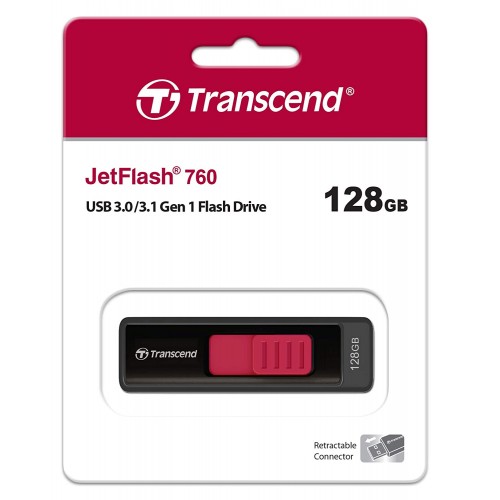 Transcend®
JetFlash® 760
USB 3.0/3.1 Gen 1 Flash Drive
128GB
Transcend
128GB
Retractable
Connector